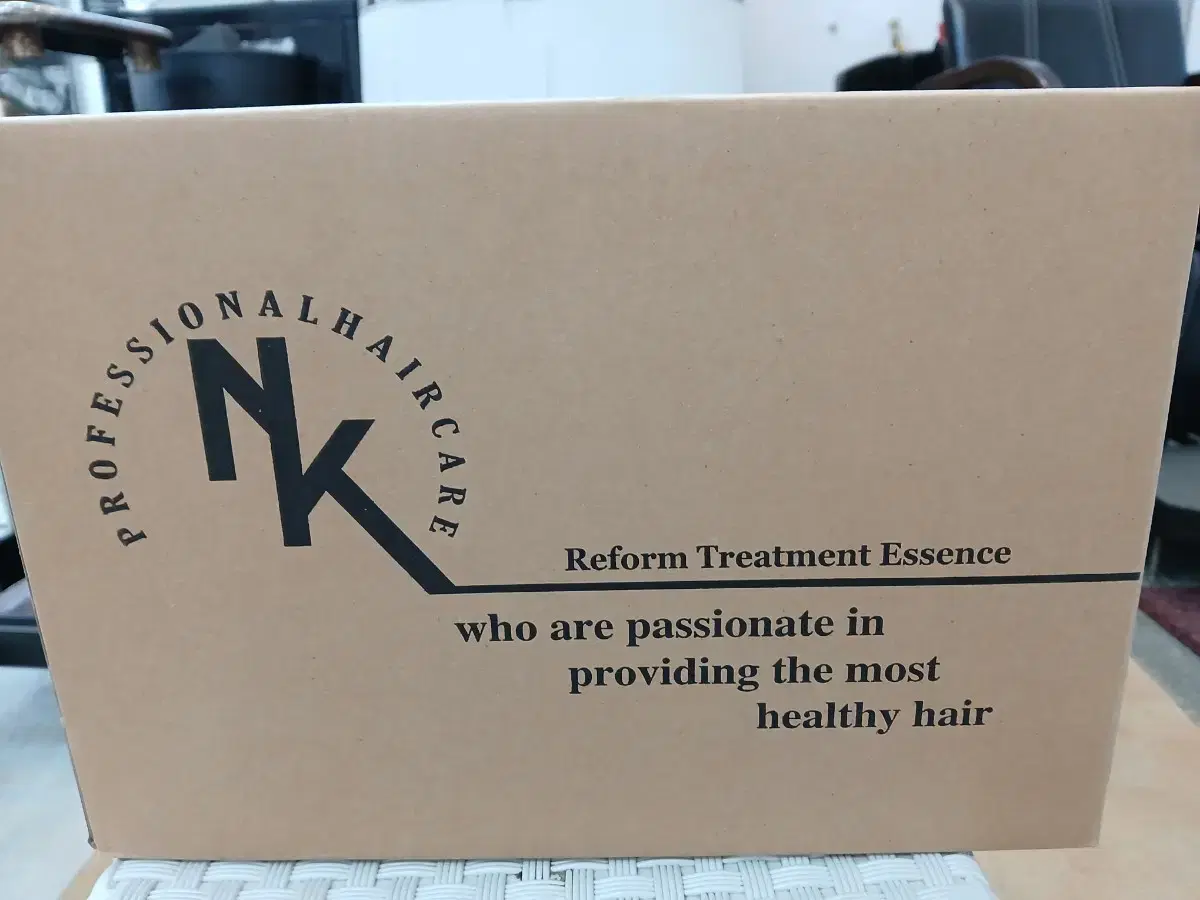 PROFESSIONALHAIRCARE
NK
Reform Treatment Essence
who are passionate in
providing the most
healthy hair